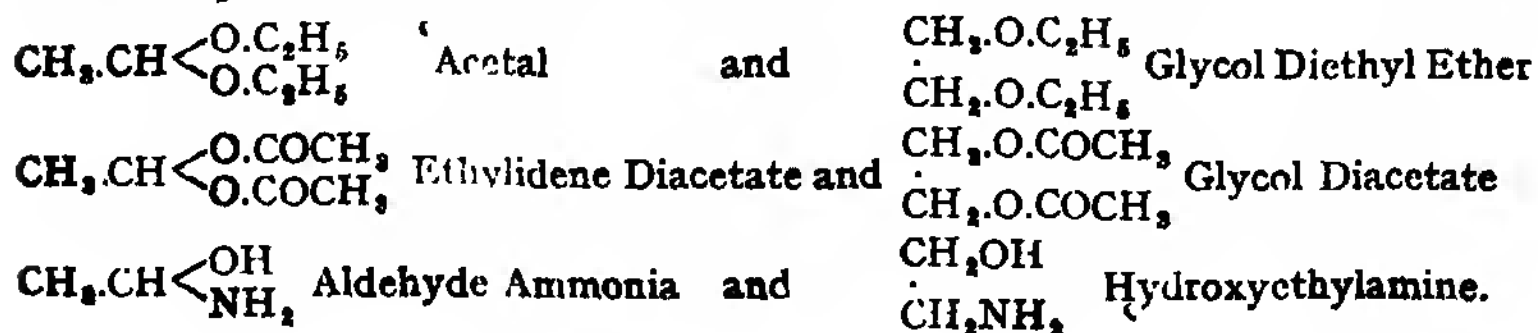 CH₃.CH<O.C₂H₅ O.C₂H₅ Acetal and CH₂.O.C₂H₅ CH₂.O.C₂H₅ Glycol Diethyl Ether
CH₃.CH<O.COCH₃ O.COCH₃ Ethylidene Diacetate and CH₂.O.COCH₃ CH₂.O.COCH₃ Glycol Diacetate
CH₃.CH<OH NH₂ Aldehyde Ammonia and CH₂OH CH₂NH₂ Hydroxyethylamine.